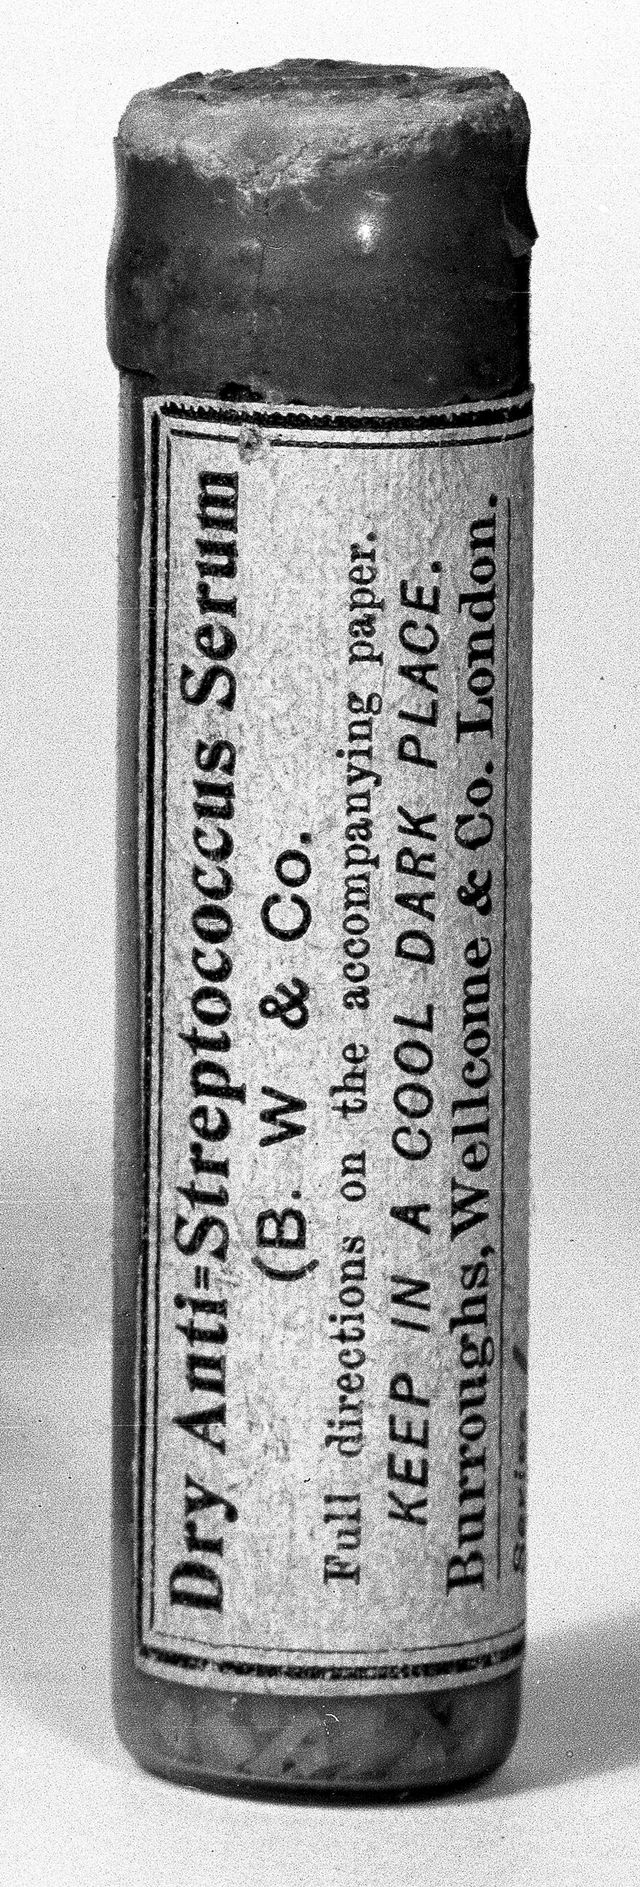 Dry Anti=Streptococcus Serum
(B. W & Co.
Full directions on the accompanying paper.
KEEP IN A COOL DARK PLACE.
Burroughs, Wellcome & Co. London.